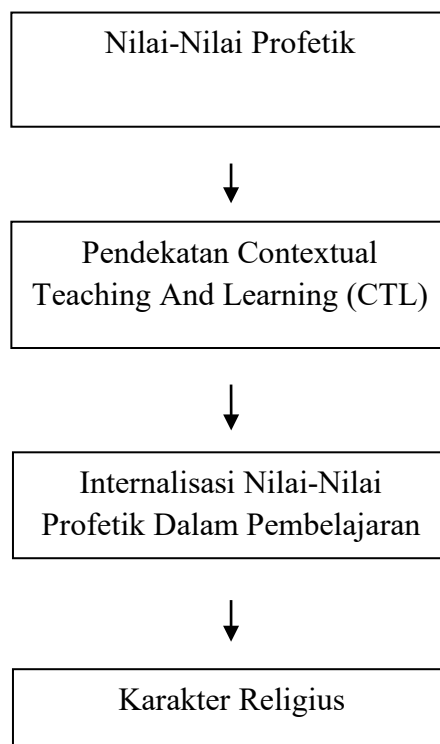 Nilai-Nilai Profetik
Pendekatan Contextual
Teaching And Learning (CTL)
Internalisasi Nilai-Nilai
Profetik Dalam Pembelajaran
Karakter Religius